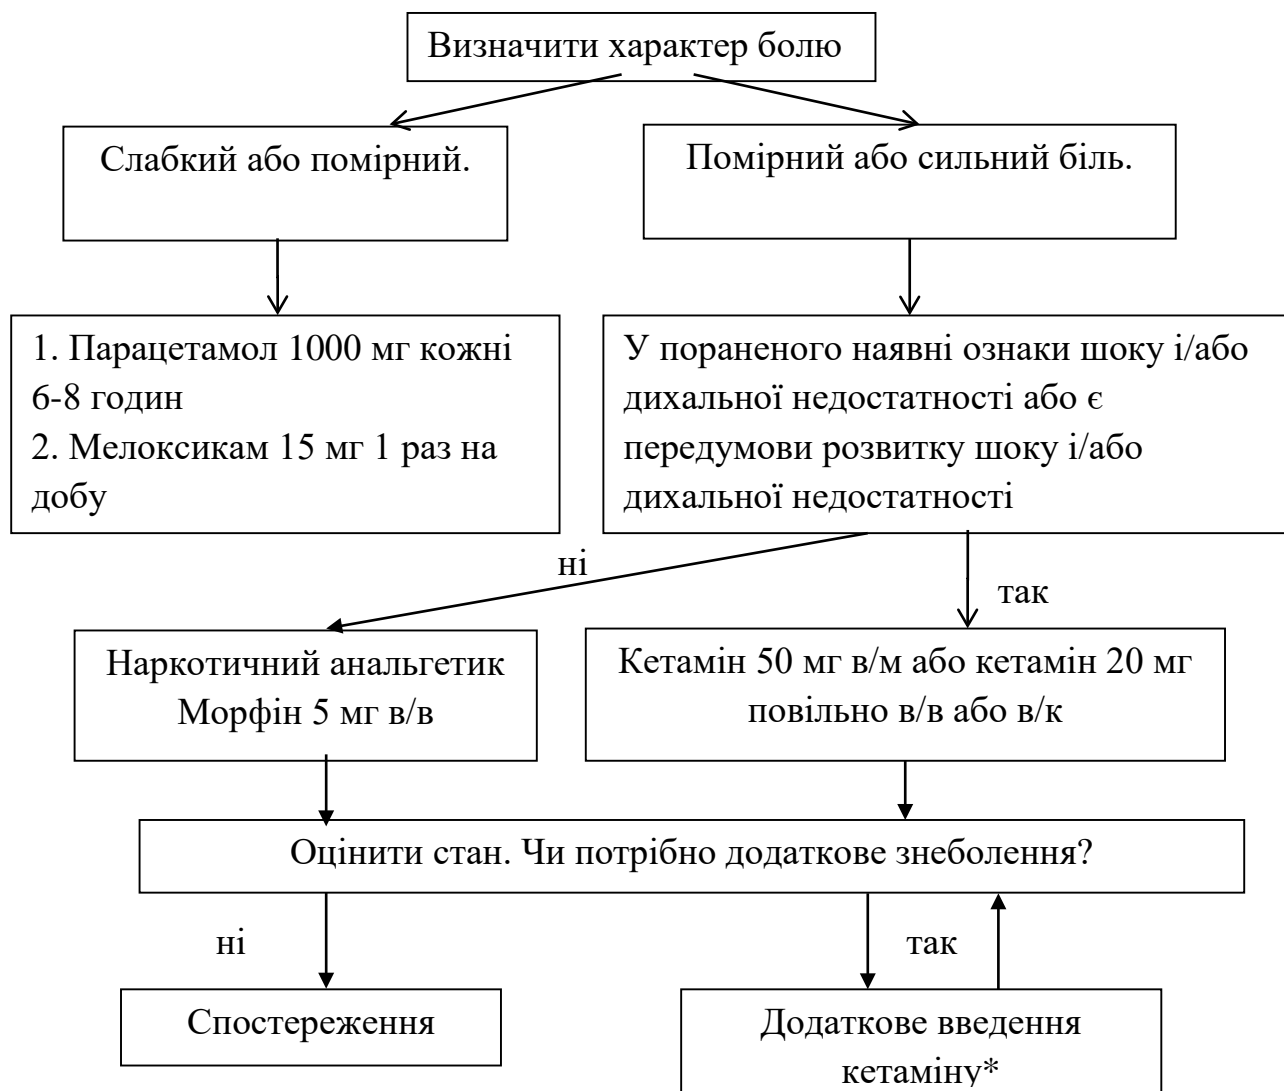 Визначити характер болю
Слабкий або помірний.
Помірний або сильний біль.
1. Парацетамол 1000 мг кожні
6-8 годин
2. Мелоксикам 15 мг 1 раз на
добу
У пораненого наявні ознаки шоку і/або
дихальної недостатності або є
передумови розвитку шоку і/або
дихальної недостатності
ні
так
Наркотичний анальгетик
Морфін 5 мг в/в
Кетамін 50 мг в/м або кетамін 20 мг
повільно в/в або в/к
Оцінити стан. Чи потрібно додаткове знеболення?
ні
так
Спостереження
Додаткове введення
кетаміну*